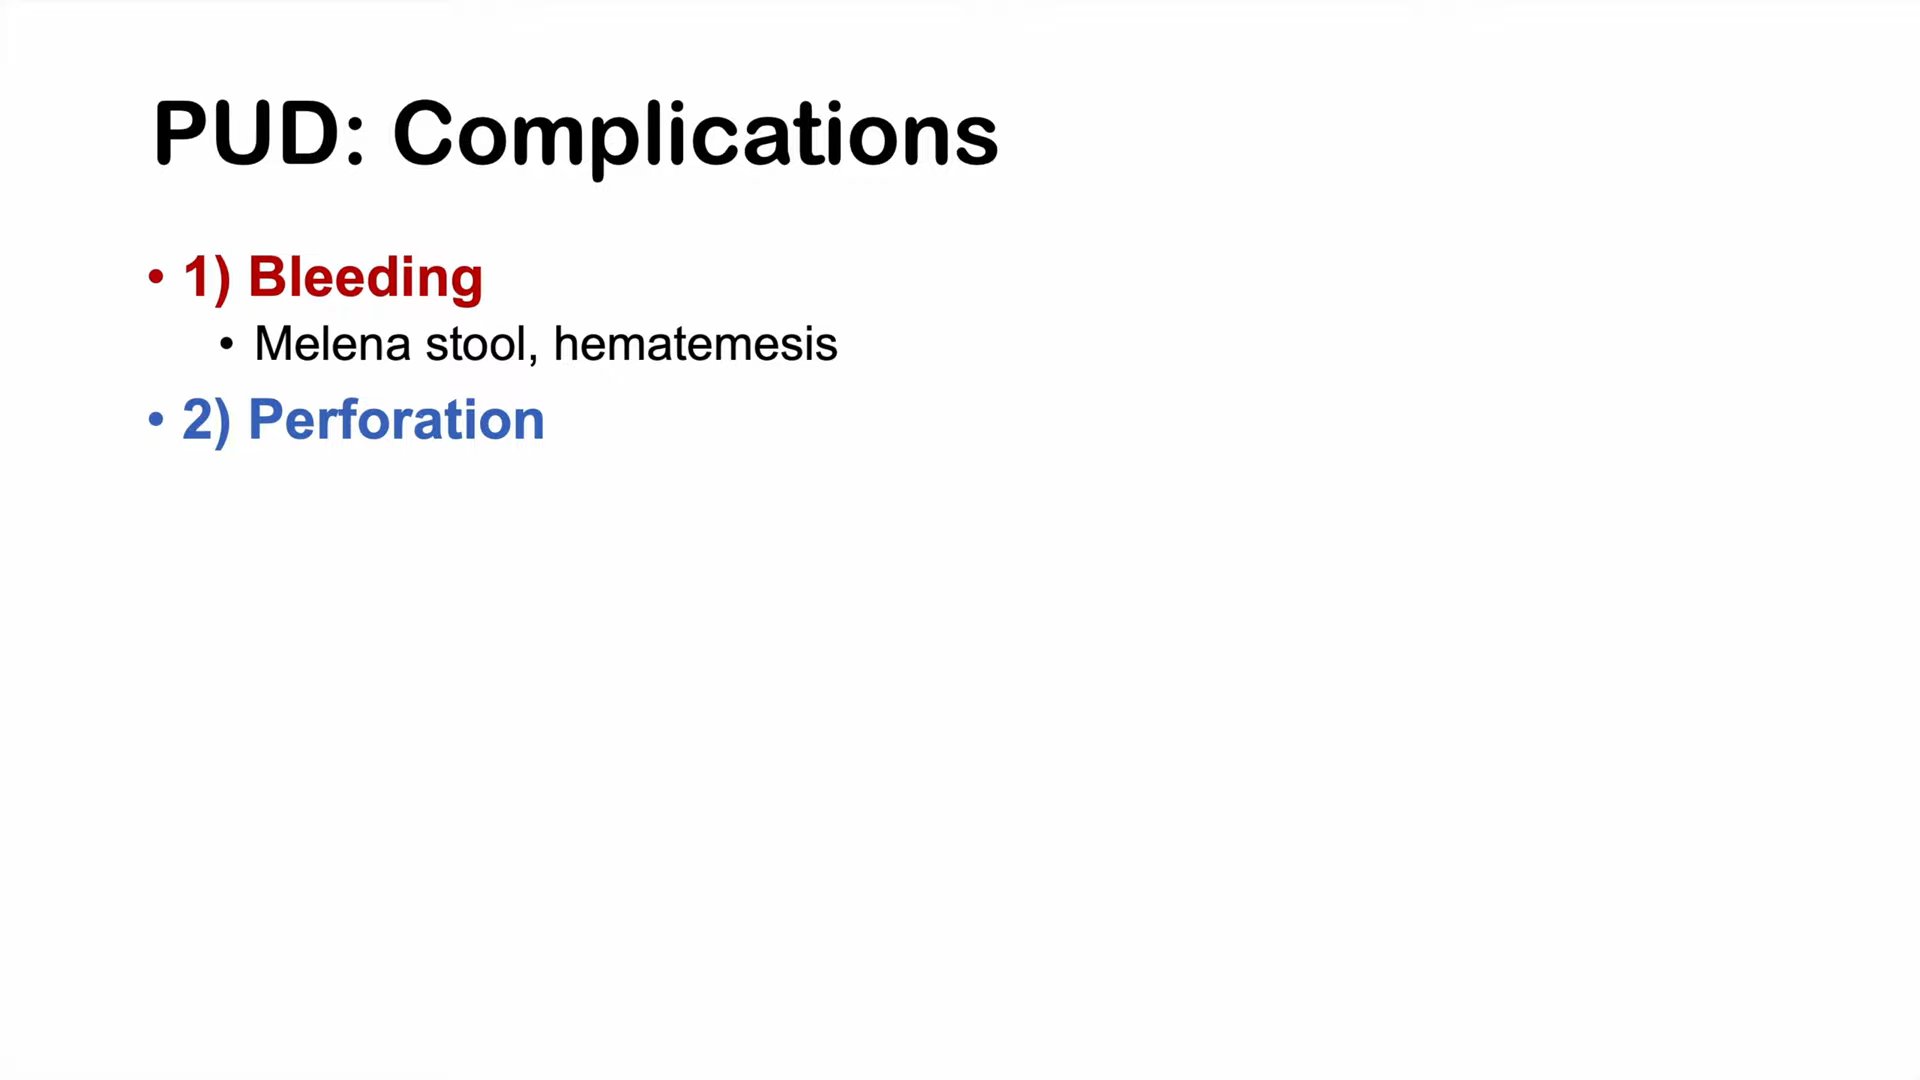 PUD: Complications
• 1) Bleeding
• Melena stool, hematemesis
• 2) Perforation